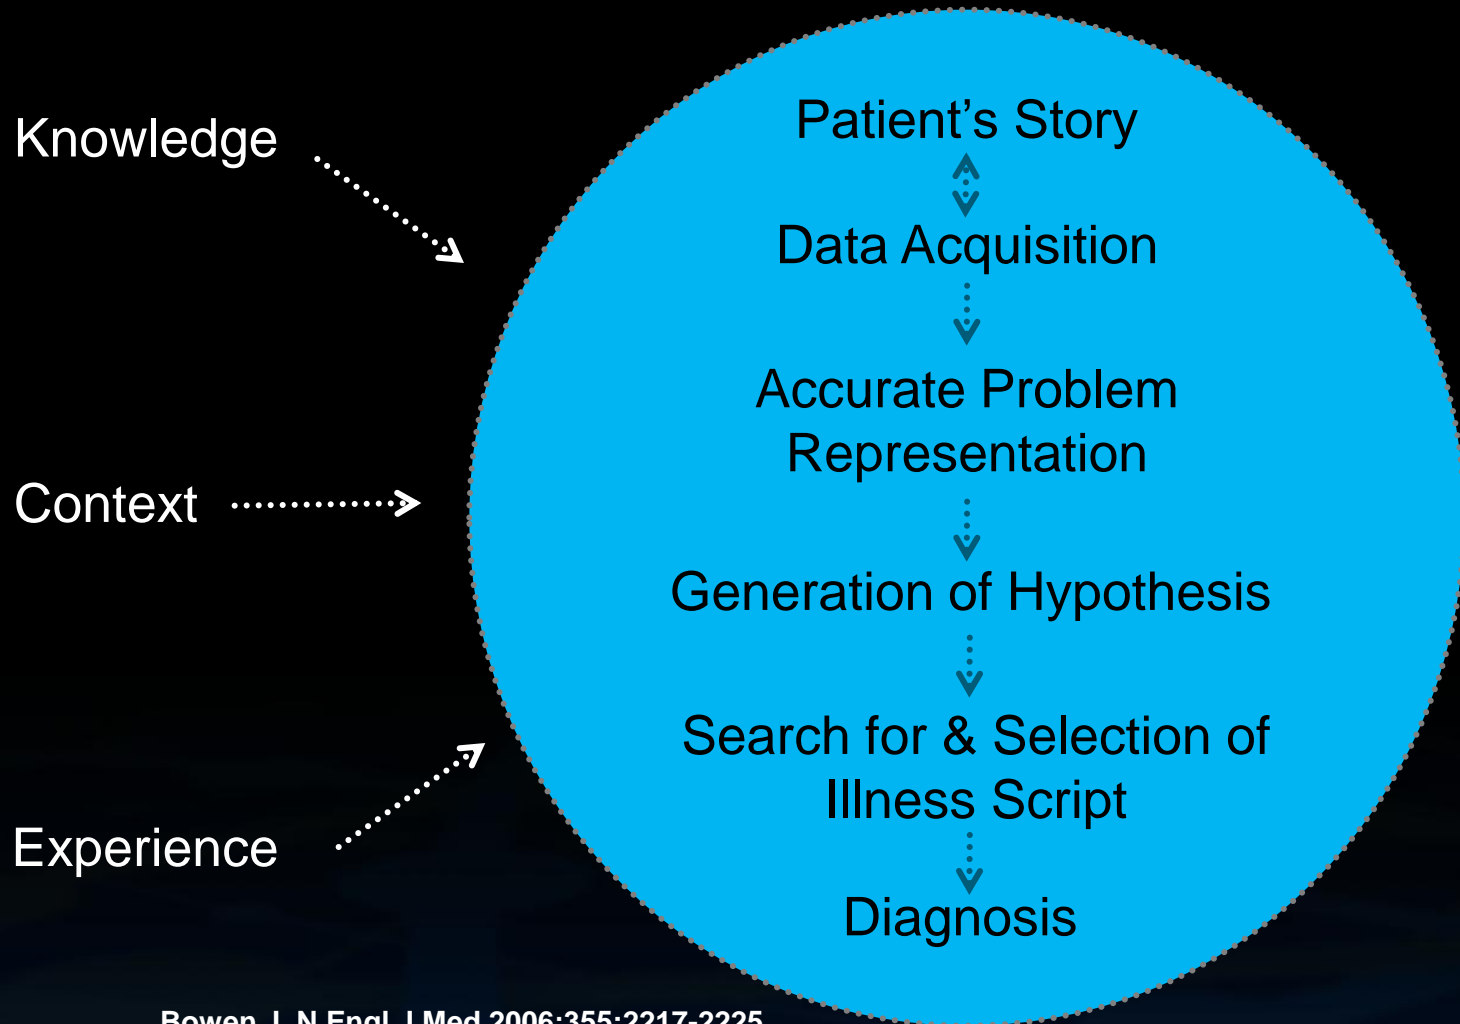 Knowledge
Context
Experience
Patient's Story
Data Acquisition
Accurate Problem
Representation
Generation of Hypothesis
Search for & Selection of
Illness Script
Diagnosis
Bowen J. N Engl J Med 2006;355:2217-2225